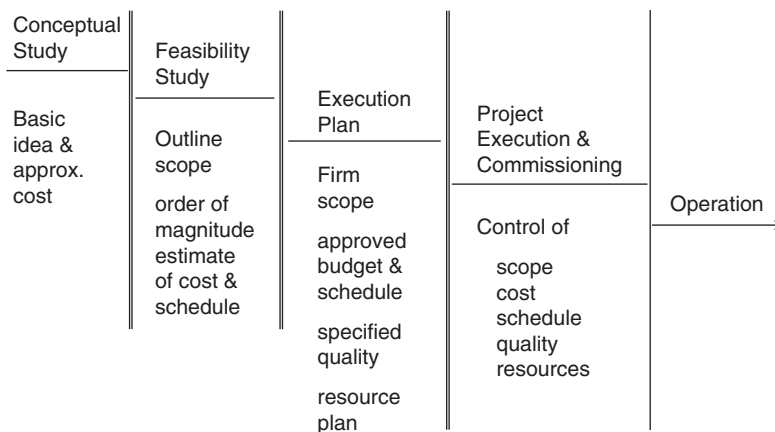 Conceptual
Study
Basic
idea &
approx.
cost
Feasibility
Study
Outline
scope
order of
magnitude
estimate
of cost &
schedule
Execution
Plan
Firm
scope
approved
budget &
schedule
specified
quality
resource
plan
Project
Execution &
Commissioning
Control of
scope
cost
schedule
quality
resources
Operation